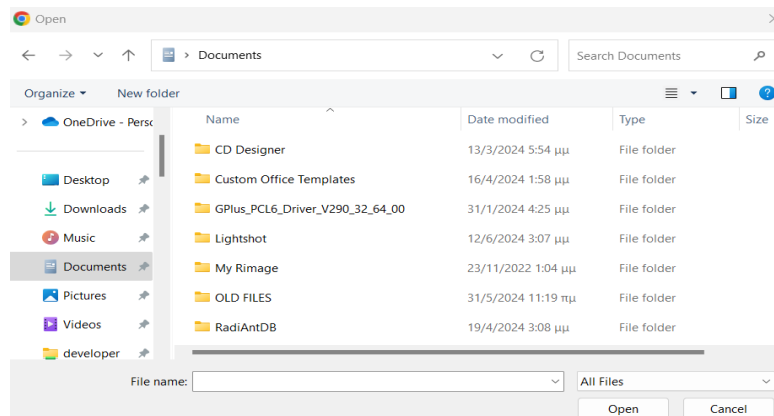 Open
Documents
Search Documents
Organize
New folder
OneDrive - Perso
Name
Date modified
Type
Size
Desktop
Downloads
Music
Documents
Pictures
Videos
developer
CD Designer 13/3/2024 5:54 μμ File folder
Custom Office Templates 16/4/2024 1:58 μμ File folder
GPlus_PCL6_Driver_V290_32_64_00 31/1/2024 4:25 μμ File folder
Lightshot 12/6/2024 3:07 μμ File folder
My Rimage 23/11/2022 1:04 μμ File folder
OLD FILES 31/5/2024 11:19 πμ File folder
RadiAntDB 19/4/2024 3:08 μμ File folder
File name:
All Files
Open
Cancel